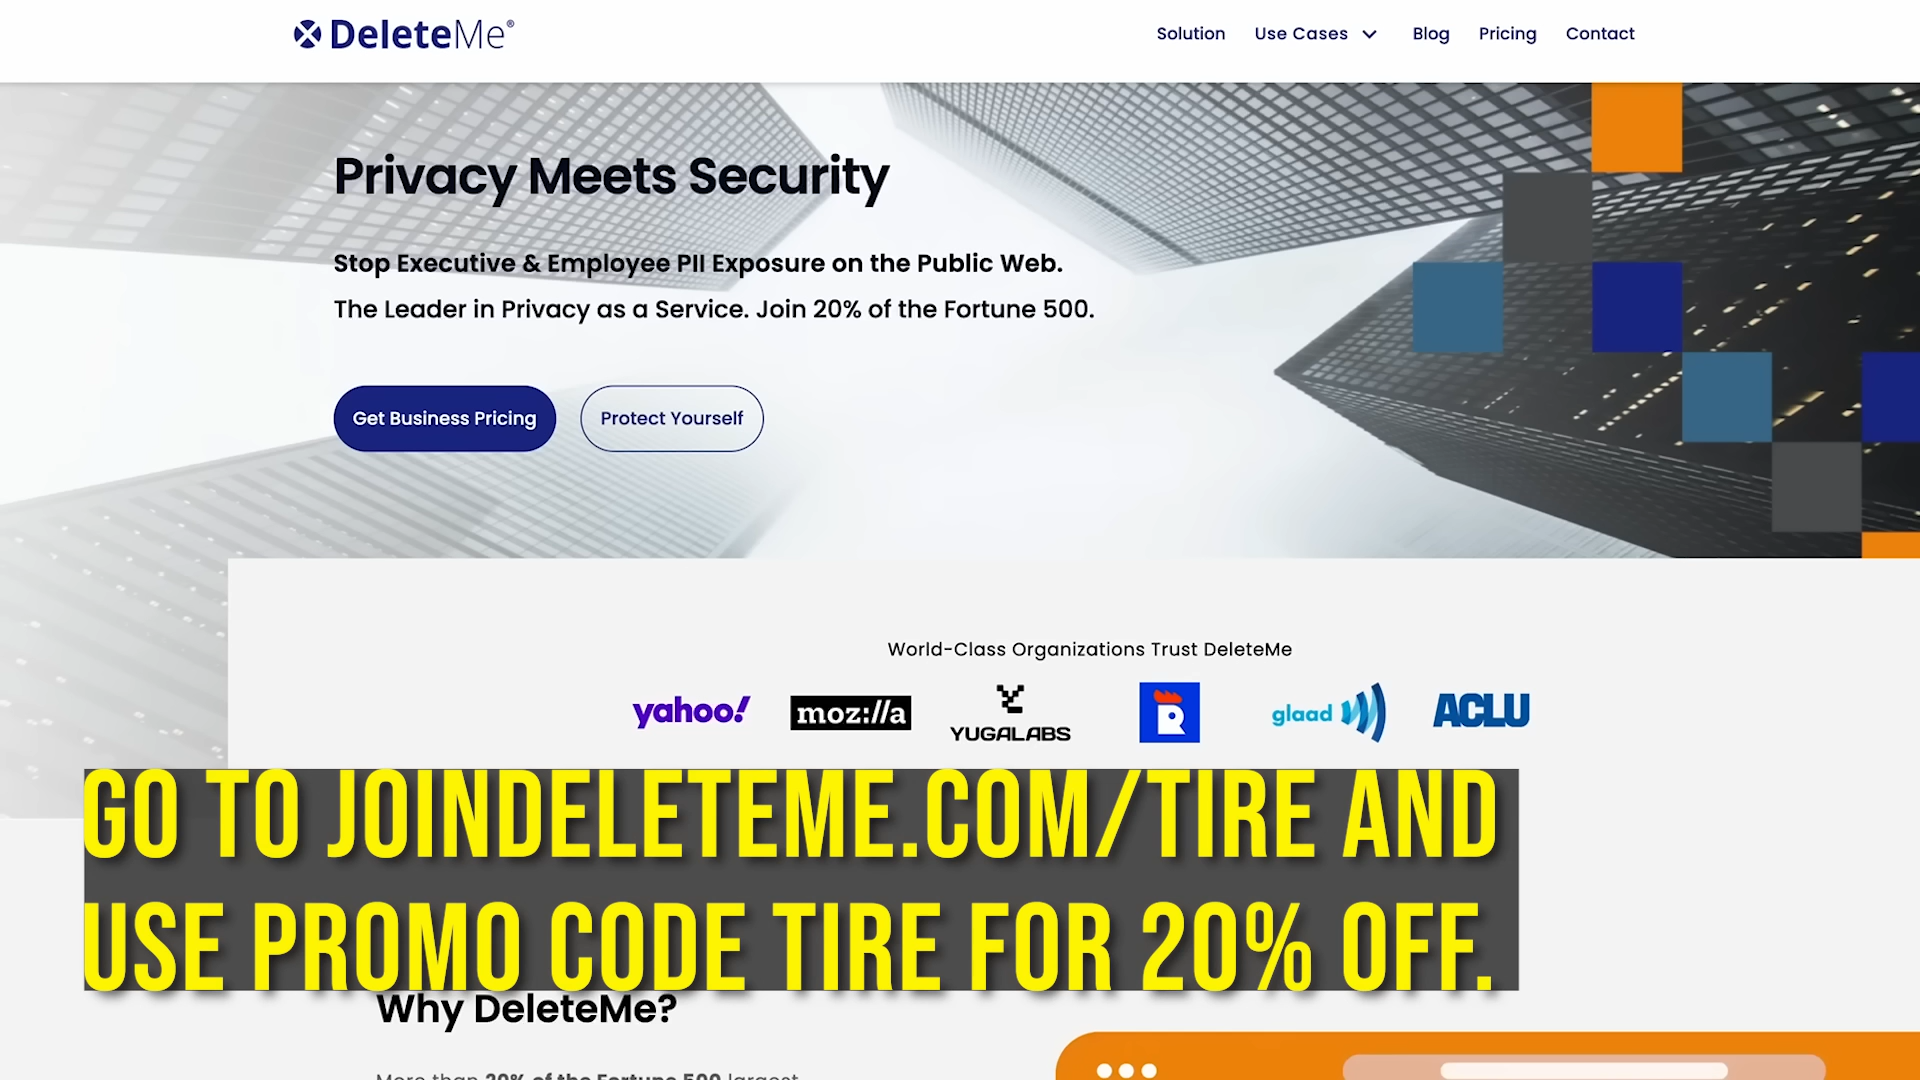 DeleteMe®
Solution Use Cases Blog Pricing Contact
Privacy Meets Security
Stop Executive & Employee PII Exposure on the Public Web.
The Leader in Privacy as a Service. Join 20% of the Fortune 500.
Get Business Pricing Protect Yourself
World-Class Organizations Trust DeleteMe
yahoo! moz://a YUGALABS R glaad ACLU
GO TO JOINDELETEME.COM/TIRE AND
USE PROMO CODE TIRE FOR 20% OFF.
Why DeleteMe?
More than 20% of the Fortune 500 largest